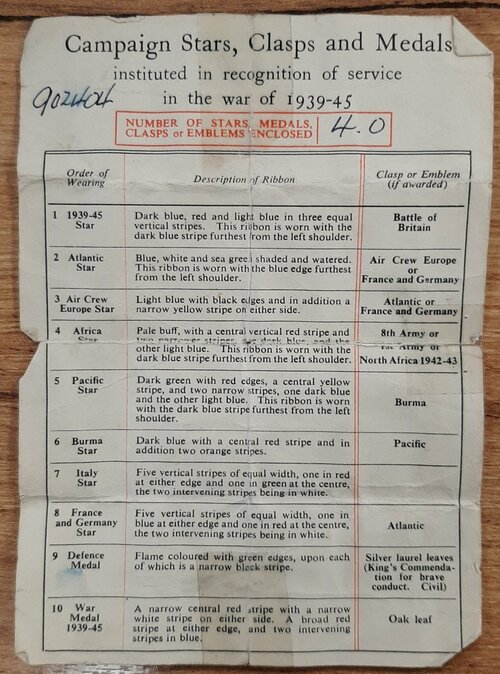 Campaign Stars, Clasps and Medals
instituted in recognition of service
in the war of 1939-45
902404
NUMBER OF STARS, MEDALS,
CLASPS or EMBLEMS ENCLOSED
4.0
Order of
Wearing
Description of Ribbon
Clasp or Emblem
(if awarded)
1 1939-45
Star
Dark blue, red and light blue in three equal
vertical stripes. This ribbon is worn with the
dark blue stripe furthest from the left shoulder.
Battle of
Britain
2 Atlantic
Star
Blue, white and sea green shaded and watered.
This ribbon is worn with the blue edge furthest
from the left shoulder.
Air Crew Europe
or
France and Germany
3 Air Crew
Europe Star
Light blue with black edges and in addition a
narrow yellow stripe on either side.
Atlantic or
France and Germany
4 Africa
Star
Pale buff, with a central vertical red stripe and
two narrower stripes, one dark blue, and the
other light blue. This ribbon is worn with the
dark blue stripe furthest from the left shoulder.
8th Army or
1st Army or
North Africa 1942-43
5 Pacific
Star
Dark green with red edges, a central yellow
stripe, and two narrow stripes, one dark blue
and the other light blue. This ribbon is worn
with the dark blue stripe furthest from the left
shoulder.
Burma
6 Burma
Star
Dark blue with a central red stripe and in
addition two orange stripes.
Pacific
7 Italy
Star
Five vertical stripes of equal width, one in red
at either edge and one in green at the centre,
the two intervening stripes being in white.
8 France
and Germany
Star
Five vertical stripes of equal width, one in
blue at either edge and one in red at the centre,
the two intervening stripes being in white.
Atlantic
9 Defence
Medal
Flame coloured with green edges, upon each
of which is a narrow black stripe.
Silver laurel leaves
(King's Commenda-
tion for brave
conduct. Civil)
10 War
Medal
1939-45
A narrow central red stripe with a narrow
white stripe on either side. A broad red
stripe at either edge, and two intervening
stripes in blue.
Oak leaf